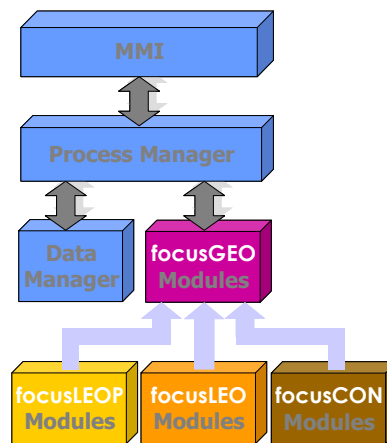 MMI
Process Manager
Data
Manager
focusGEO
Modules
focusLEOP
Modules
focusLEO
Modules
focusCON
Modules